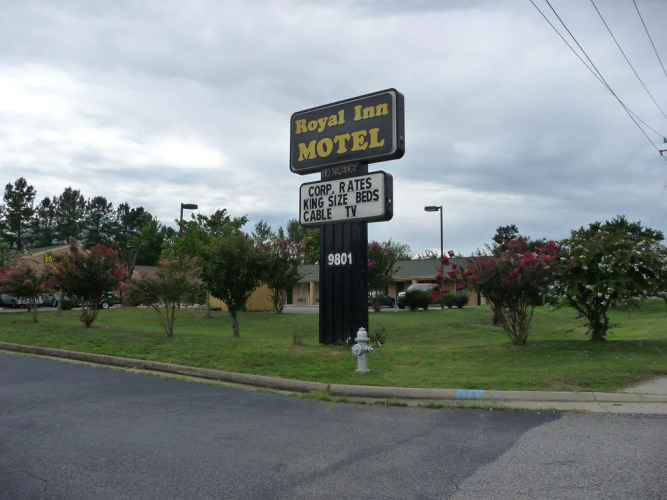 Royal Inn
MOTEL
NO VACANCY
CORP. RATES
KING SIZE BEDS
CABLE TV
9801